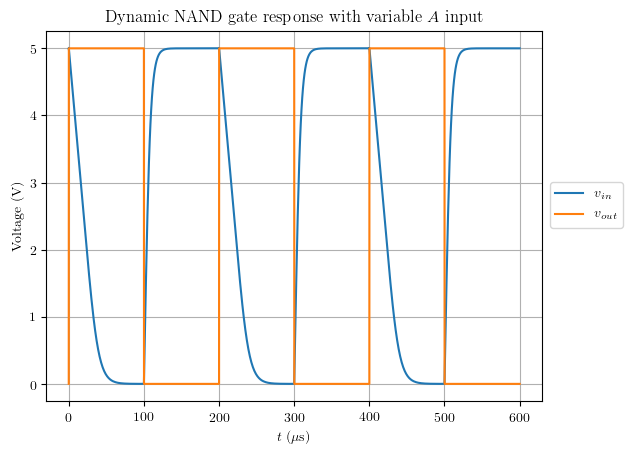 Dynamic NAND gate response with variable A input
Voltage (V)
5
4
3
2
1
0
0 100 200 300 400 500 600
t (μs)
v_in
v_out